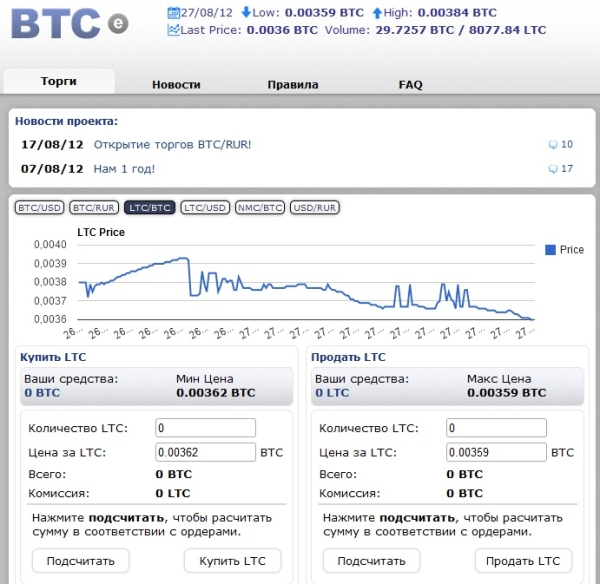 BTC e
27/08/12 Low: 0.00359 BTC High: 0.00384 BTC
Last Price: 0.0036 BTC Volume: 29.7257 BTC / 8077.84 LTC
Торги Новости Правила FAQ
Новости проекта:
17/08/12 Открытие торгов BTC/RUR! 10
07/08/12 Нам 1 год! 17
BTC/USD BTC/RUR LTC/BTC LTC/USD NMC/BTC USD/RUR
LTC Price
0,0040
0,0039
0,0037
0,0036
Price
26… 26… 26… 26… 26… 26… 27… 27… 27… 27… 27… 27… 27… 27… 27…
Купить LTC Продать LTC
Ваши средства: Мин Цена Ваши средства: Макс Цена
0 BTC 0.00362 BTC 0 LTC 0.00359 BTC
Количество LTC: 0 Количество LTC: 0
Цена за LTC: 0.00362 BTC Цена за LTC: 0.00359 BTC
Всего: 0 BTC Всего: 0 BTC
Комиссия: 0 LTC Комиссия: 0 BTC
Нажмите подсчитать, чтобы расчитать Нажмите подсчитать, чтобы расчитать
сумму в соответствии с ордерами. сумму в соответствии с ордерами.
Подсчитать Купить LTC Подсчитать Продать LTC